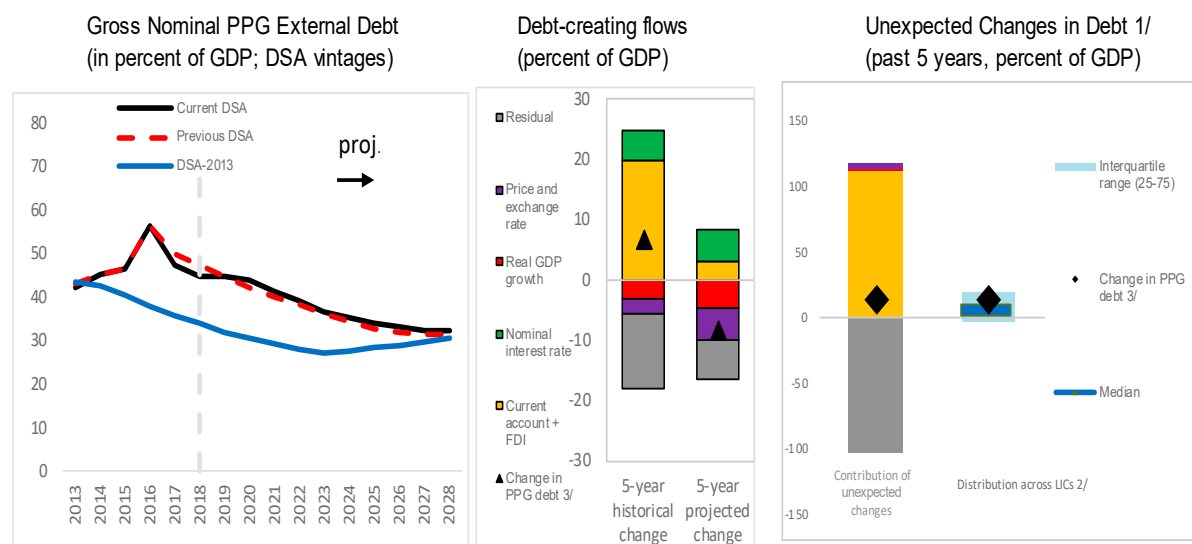 Gross Nominal PPG External Debt
(in percent of GDP; DSA vintages)
Current DSA
Previous DSA
DSA-2013
proj.
80
70
60
50
40
30
20
10
0
2013
2014
2015
2016
2017
2018
2019
2020
2021
2022
2023
2024
2025
2026
2027
2028
Debt-creating flows
(percent of GDP)
Residual
Price and
exchange rate
Real GDP
growth
Nominal
interest rate
Current
account +
FDI
Change in
PPG debt 3/
30
20
10
0
-10
-20
-30
5-year
historical
change
5-year
projected
change
Unexpected Changes in Debt 1/
(past 5 years, percent of GDP)
150
100
50
0
-50
-100
-150
Interquartile
range (25-75)
Change in PPG
debt 3/
Median
Contribution of
unexpected
changes
Distribution across LICs 2/